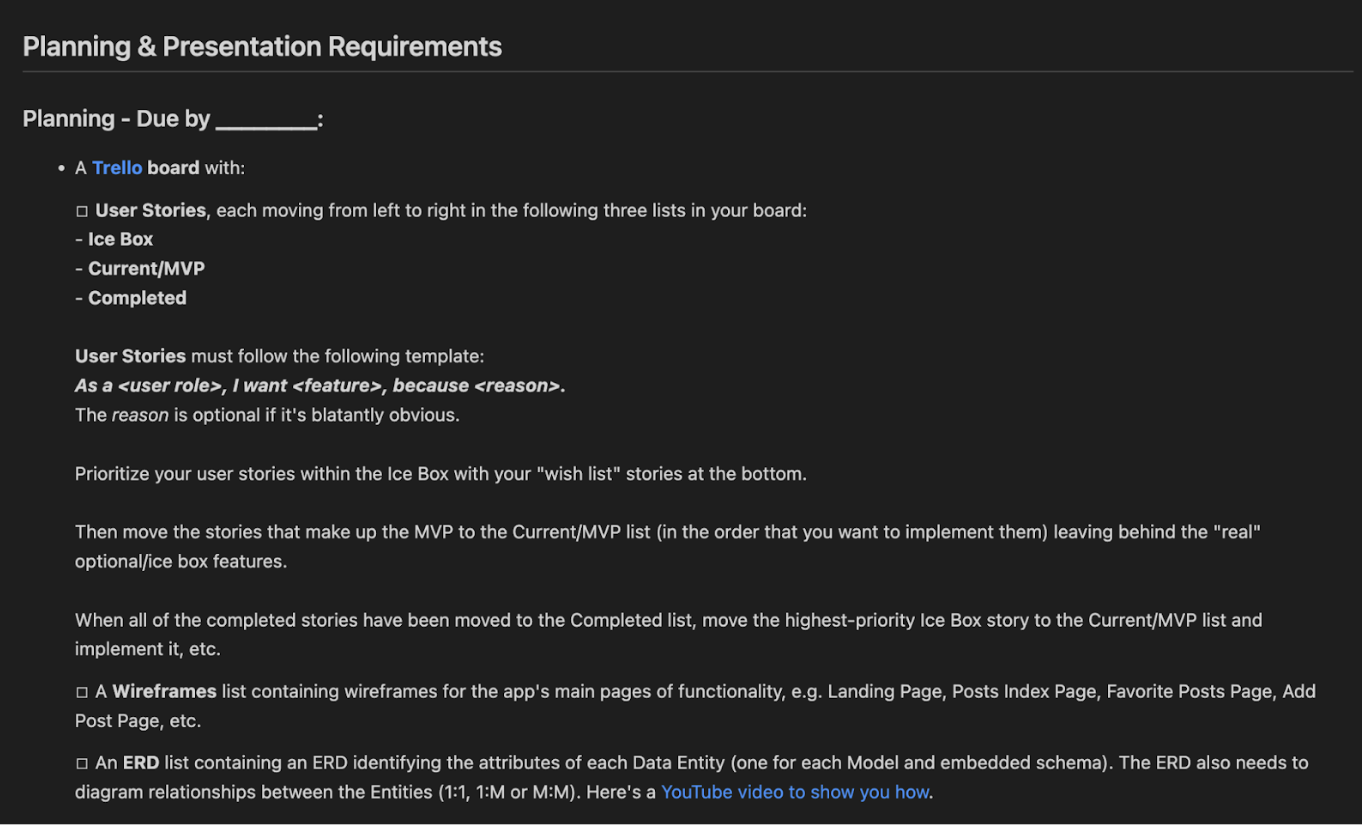 Planning & Presentation Requirements
Planning - Due by _________:
• A Trello board with:
☐ User Stories, each moving from left to right in the following three lists in your board:
- Ice Box
- Current/MVP
- Completed
User Stories must follow the following template:
As a <user role>, I want <feature>, because <reason>.
The reason is optional if it's blatantly obvious.
Prioritize your user stories within the Ice Box with your "wish list" stories at the bottom.
Then move the stories that make up the MVP to the Current/MVP list (in the order that you want to implement them) leaving behind the "real"
optional/ice box features.
When all of the completed stories have been moved to the Completed list, move the highest-priority Ice Box story to the Current/MVP list and
implement it, etc.
☐ A Wireframes list containing wireframes for the app's main pages of functionality, e.g. Landing Page, Posts Index Page, Favorite Posts Page, Add
Post Page, etc.
☐ An ERD list containing an ERD identifying the attributes of each Data Entity (one for each Model and embedded schema). The ERD also needs to
diagram relationships between the Entities (1:1, 1:M or M:M). Here's a YouTube video to show you how.